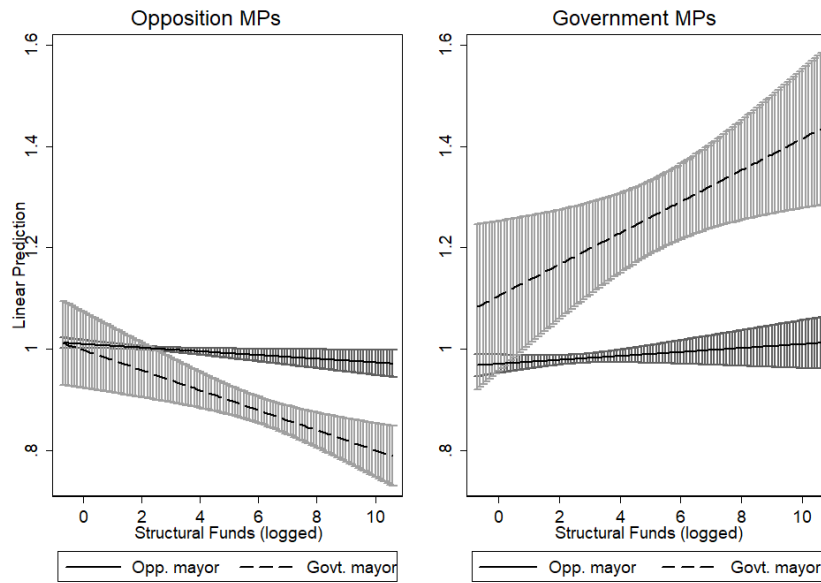 Opposition MPs
Linear Prediction
.8
1
1.2
1.4
1.6
0 2 4 6 8 10
Structural Funds (logged)
Opp. mayor Govt. mayor
Government MPs
.8
1
1.2
1.4
1.6
0 2 4 6 8 10
Structural Funds (logged)
Opp. mayor Govt. mayor